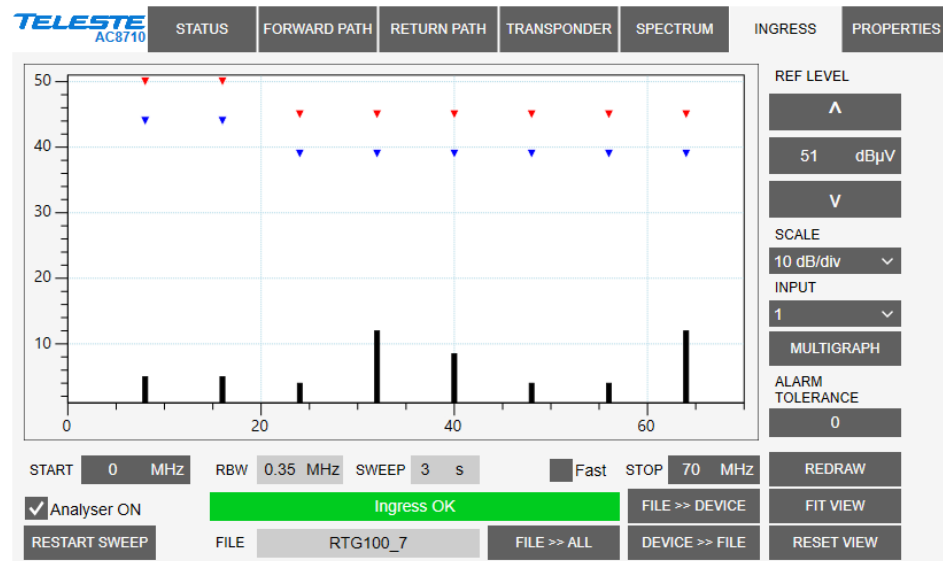 TELESTE
AC8710
STATUS FORWARD PATH RETURN PATH TRANSPONDER SPECTRUM INGRESS PROPERTIES
REF LEVEL
^
51 dBµV
v
SCALE
10 dB/div
INPUT
1
MULTIGRAPH
ALARM
TOLERANCE
0
50
40
30
20
10
0 20 40 60
START 0 MHz RBW 0.35 MHz SWEEP 3 s Fast STOP 70 MHz REDRAW
Analyser ON Ingress OK FILE >> DEVICE FIT VIEW
RESTART SWEEP FILE RTG100_7 FILE >> ALL DEVICE >> FILE RESET VIEW